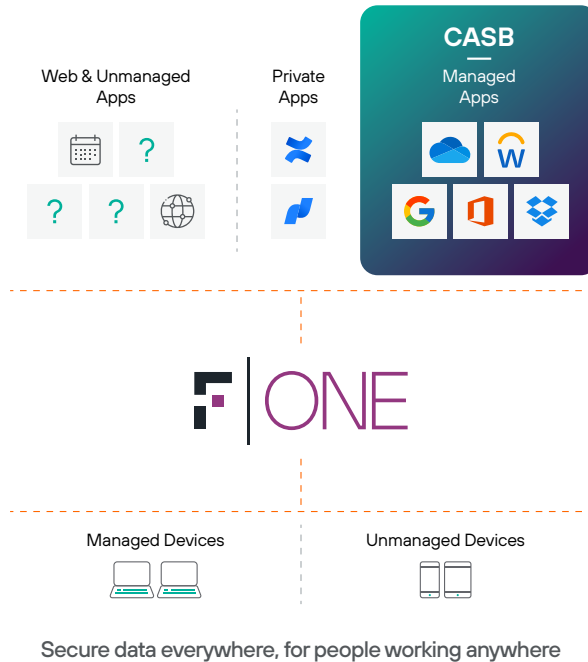 CASB
Web & Unmanaged
Apps
Private
Apps
Managed
Apps
?
W
?
?
G
F ONE
Managed Devices
Unmanaged Devices
Secure data everywhere, for people working anywhere